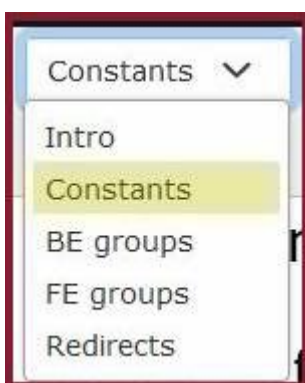 Constants
Intro
Constants
BE groups
FE groups
Redirects